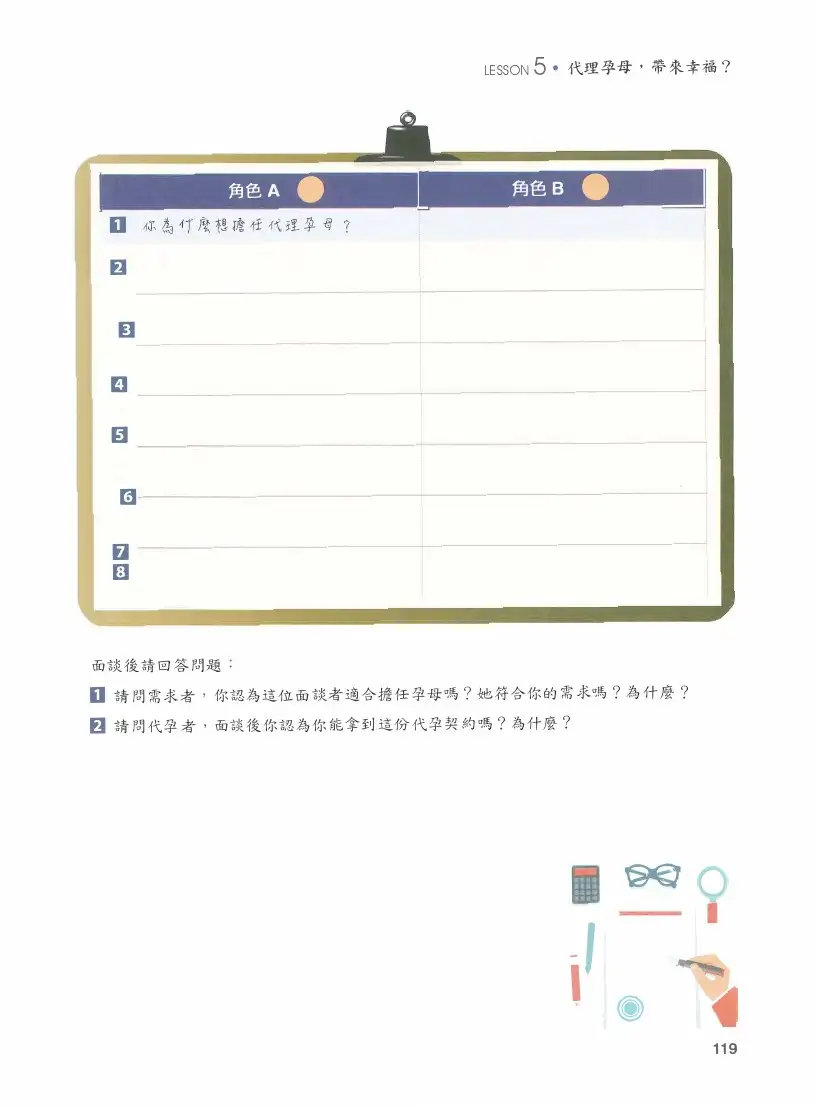 LESSON 5 • 代理孕母，帶來幸福？
角色 A 角色 B
1 你為什麼想擔任代理孕母？
2
3
4
5
6
7
8
面談後請回答問題：
1 請問需求者，你認為這位面談者適合擔任孕母嗎？她符合你的需求嗎？為什麼？
2 請問代孕者，面談後你認為你能拿到這份代孕契約嗎？為什麼？
119